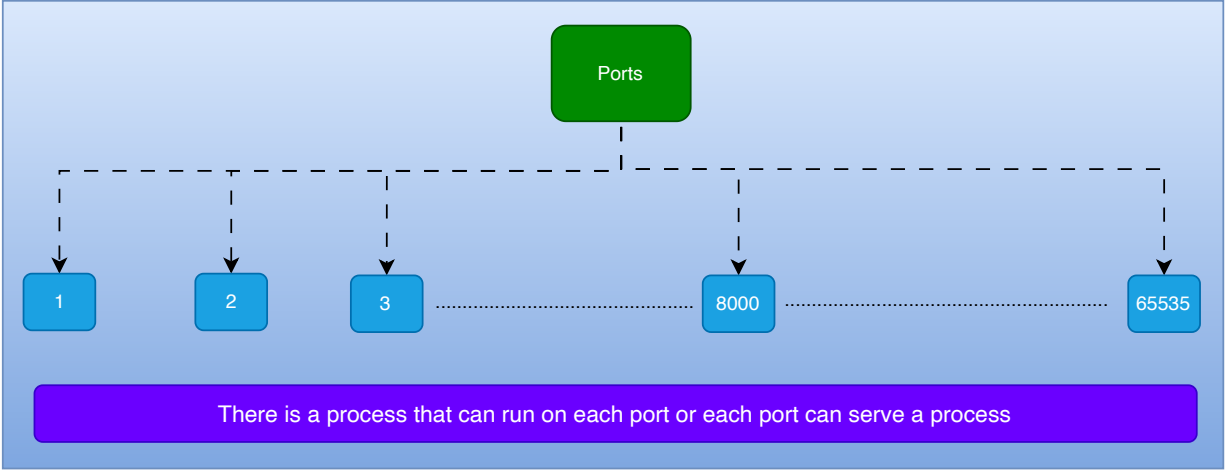 Ports
1
2
3
8000
65535
There is a process that can run on each port or each port can serve a process